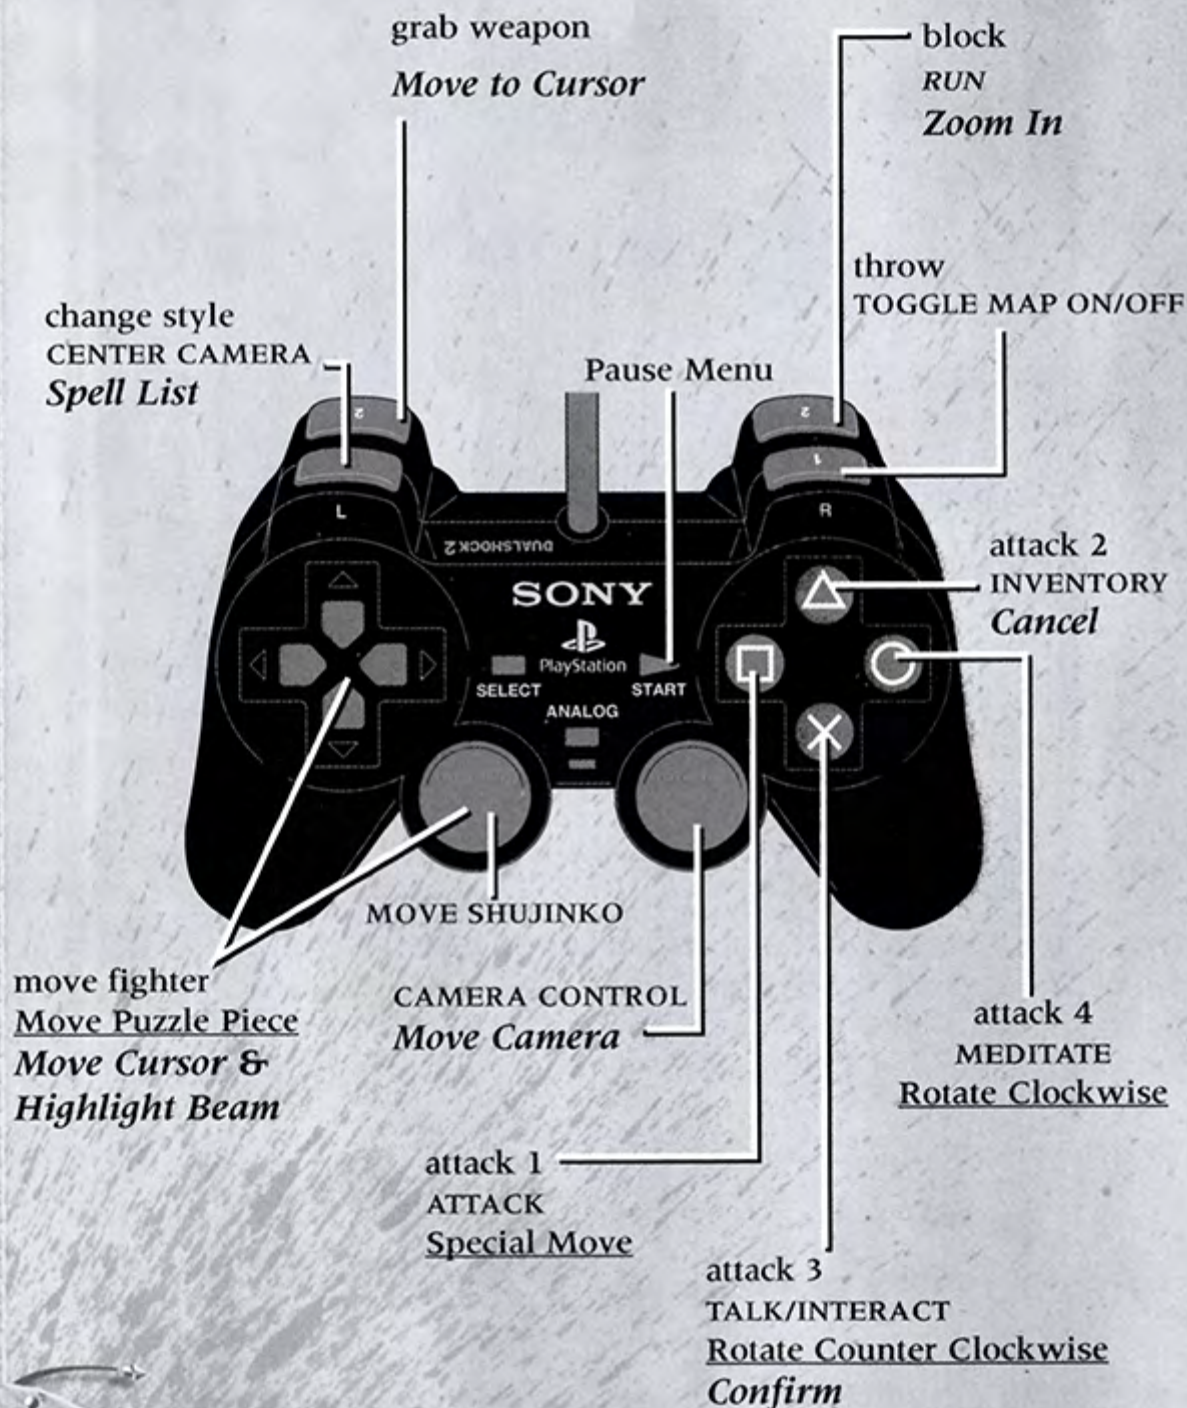 grab weapon
Move to Cursor
block
RUN
Zoom In
throw
TOGGLE MAP ON/OFF
change style
CENTER CAMERA
Spell List
Pause Menu
2
2
1
L
R
DUALSHOCK 2
attack 2
INVENTORY
Cancel
SONY
PlayStation
SELECT
START
ANALOG
MOVE SHUJINKO
move fighter
Move Puzzle Piece
Move Cursor &
Highlight Beam
CAMERA CONTROL
Move Camera
attack 4
MEDITATE
Rotate Clockwise
attack 1
ATTACK
Special Move
attack 3
TALK/INTERACT
Rotate Counter Clockwise
Confirm